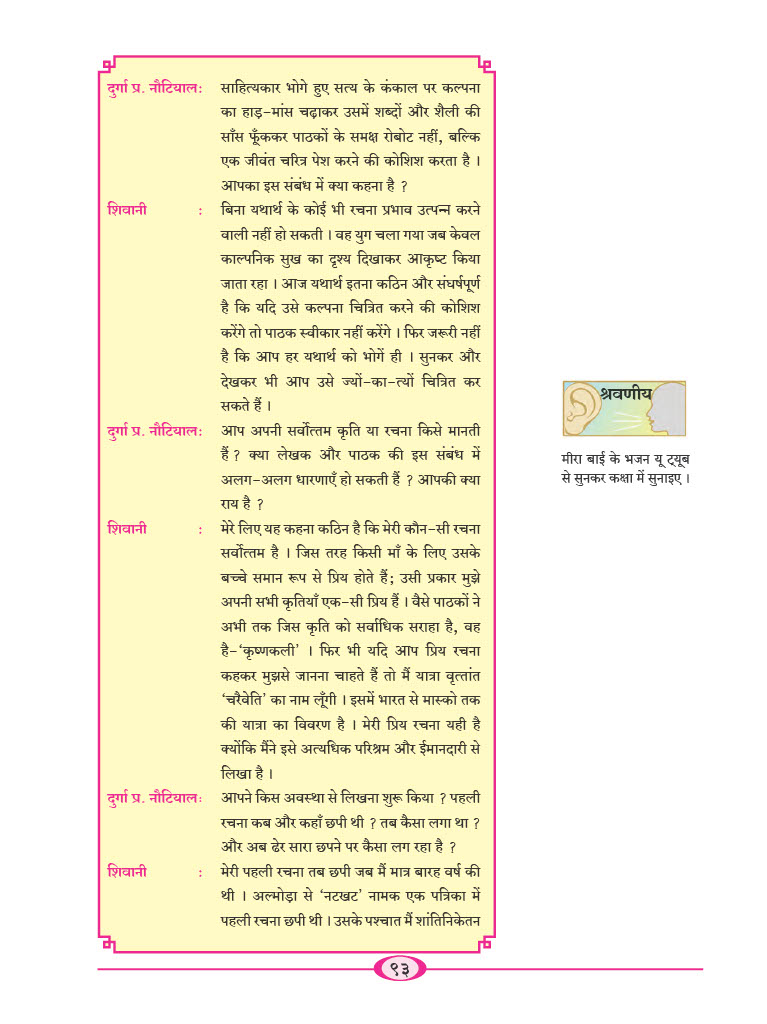 दुर्गा प्र. नौटियाल: साहित्यकार भोगे हुए सत्य के कंकाल पर कल्पना
का हाड़-मांस चढ़ाकर उसमें शब्दों और शैली की
साँस फूँककर पाठकों के समक्ष रोबोट नहीं, बल्कि
एक जीवंत चरित्र पेश करने की कोशिश करता है ।
आपका इस संबंध में क्या कहना है ?
शिवानी : बिना यथार्थ के कोई भी रचना प्रभाव उत्पन्न करने
वाली नहीं हो सकती । वह युग चला गया जब केवल
काल्पनिक सुख का दृश्य दिखाकर आकृष्ट किया
जाता रहा । आज यथार्थ इतना कठिन और संघर्षपूर्ण
है कि यदि उसे कल्पना चित्रित करने की कोशिश
करेंगे तो पाठक स्वीकार नहीं करेंगे । फिर जरूरी नहीं
है कि आप हर यथार्थ को भोगें ही । सुनकर और
देखकर भी आप उसे ज्यों-का-त्यों चित्रित कर
सकते हैं ।
दुर्गा प्र. नौटियाल: आप अपनी सर्वोत्तम कृति या रचना किसे मानती
हैं ? क्या लेखक और पाठक की इस संबंध में
अलग-अलग धारणाएँ हो सकती हैं ? आपकी क्या
राय है ?
शिवानी : मेरे लिए यह कहना कठिन है कि मेरी कौन-सी रचना
सर्वोत्तम है । जिस तरह किसी माँ के लिए उसके
बच्चे समान रूप से प्रिय होते हैं; उसी प्रकार मुझे
अपनी सभी कृतियाँ एक-सी प्रिय हैं । वैसे पाठकों ने
अभी तक जिस कृति को सर्वाधिक सराहा है, वह
है-‘कृष्णकली’ । फिर भी यदि आप प्रिय रचना
कहकर मुझसे जानना चाहते हैं तो मैं यात्रा वृत्तांत
‘चरैवेति’ का नाम लूँगी । इसमें भारत से मास्को तक
की यात्रा का विवरण है । मेरी प्रिय रचना यही है
क्योंकि मैंने इसे अत्यधिक परिश्रम और ईमानदारी से
लिखा है ।
दुर्गा प्र. नौटियाल: आपने किस अवस्था से लिखना शुरू किया ? पहली
रचना कब और कहाँ छपी थी ? तब कैसा लगा था ?
और अब ढेर सारा छपने पर कैसा लग रहा है ?
शिवानी : मेरी पहली रचना तब छपी जब मैं मात्र बारह वर्ष की
थी । अल्मोड़ा से ‘नटखट’ नामक एक पत्रिका में
पहली रचना छपी थी । उसके पश्चात मैं शांतिनिकेतन
श्रवणीय
मीरा बाई के भजन यू ट्यूब
से सुनकर कक्षा में सुनाइए ।
९३